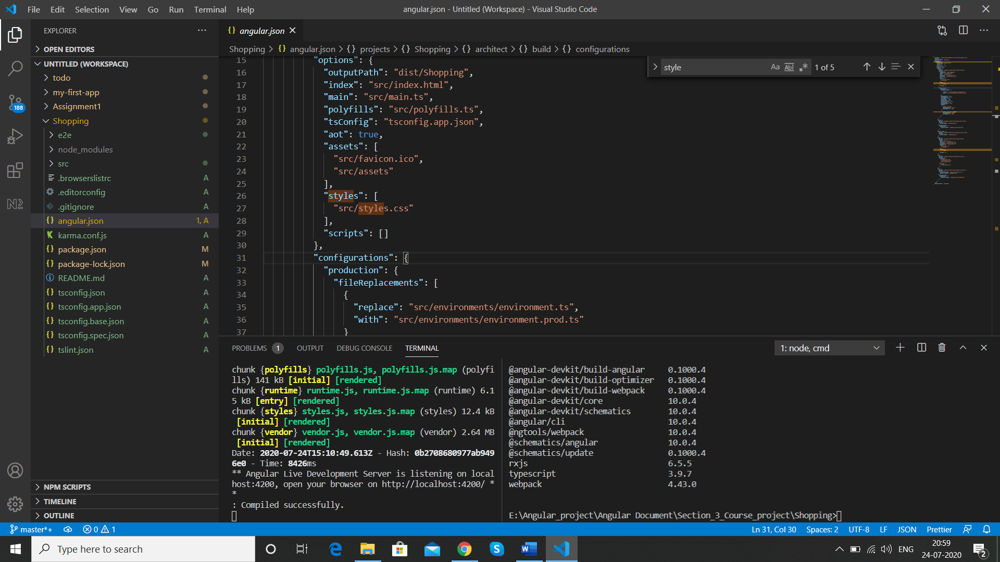 File Edit Selection View Go Run Terminal Help
angular.json - Untitled (Workspace) - Visual Studio Code
EXPLORER
OPEN EDITORS
UNTITLED (WORKSPACE)
todo
my-first-app
Assignment1
Shopping
e2e
node_modules
src
.browserslistrc A
.editorconfig A
.gitignore A
angular.json 1, A
karma.conf.js A
package.json M
package-lock.json M
README.md A
tsconfig.json A
tsconfig.app.json A
tsconfig.base.json A
tsconfig.spec.json A
tslint.json A
NPM SCRIPTS
TIMELINE
OUTLINE
188
{} angular.json
Shopping > {} angular.json > {} projects > {} Shopping > {} architect > {} build > {} configurations
style Aa Abl .* 1 of 5
15 "options": {
16 "outputPath": "dist/Shopping",
17 "index": "src/index.html",
18 "main": "src/main.ts",
19 "polyfills": "src/polyfills.ts",
20 "tsConfig": "tsconfig.app.json",
21 "aot": true,
22 "assets": [
23 "src/favicon.ico",
24 "src/assets"
25 ],
26 "styles": [
27 "src/styles.css"
28 ],
29 "scripts": []
30 },
31 "configurations": {
32 "production": {
33 "fileReplacements": [
34 {
35 "replace": "src/environments/environment.ts",
36 "with": "src/environments/environment.prod.ts"
37 }
PROBLEMS 1 OUTPUT DEBUG CONSOLE TERMINAL
1: node, cmd
chunk {polyfills} polyfills.js, polyfills.js.map (polyfi
lls) 141 kB [initial] [rendered]
chunk {runtime} runtime.js, runtime.js.map (runtime) 6.1
5 kB [entry] [rendered]
chunk {styles} styles.js, styles.js.map (styles) 12.4 kB
[initial] [rendered]
chunk {vendor} vendor.js, vendor.js.map (vendor) 2.64 MB
[initial] [rendered]
Date: 2020-07-24T15:10:49.613Z - Hash: 0b2708680977ab949
6e0 - Time: 8426ms
** Angular Live Development Server is listening on local
host:4200, open your browser on http://localhost:4200/ *
*
: Compiled successfully.
@angular-devkit/build-angular 0.1000.4
@angular-devkit/build-optimizer 0.1000.4
@angular-devkit/build-webpack 0.1000.4
@angular-devkit/core 10.0.4
@angular-devkit/schematics 10.0.4
@angular/cli 10.0.4
@ngtools/webpack 10.0.4
@schematics/angular 10.0.4
@schematics/update 0.1000.4
rxjs 6.5.5
typescript 3.9.7
webpack 4.43.0
E:\Angular_project\Angular Document\Section_3_Course_project\Shopping>
master*+ 0 1
Ln 31, Col 30 Spaces: 2 UTF-8 LF JSON Prettier
Type here to search
ENG
20:59
24-07-2020
2